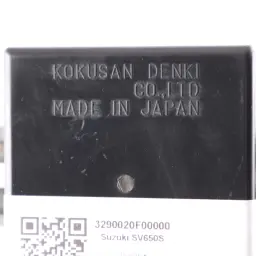 KOKUSAN DENKI
CO.,LTD
MADE IN JAPAN
3290020F00000
Suzuki SV650S